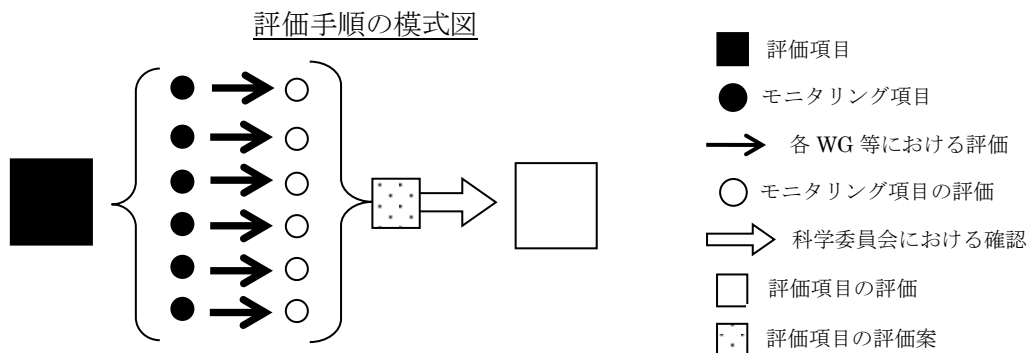 評価手順の模式図
評価項目
モニタリング項目
各 WG 等における評価
モニタリング項目の評価
科学委員会における確認
評価項目の評価
評価項目の評価案